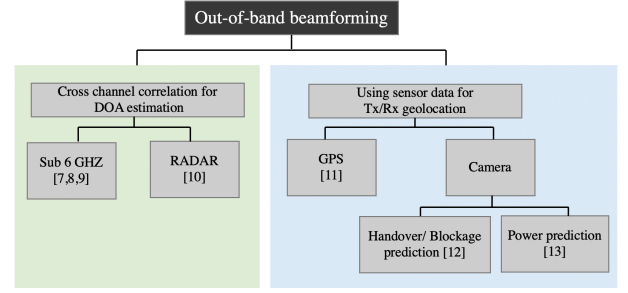 Out-of-band beamforming
Cross channel correlation for
DOA estimation
Using sensor data for
Tx/Rx geolocation
Sub 6 GHZ
[7,8,9]
RADAR
[10]
GPS
[11]
Camera
Handover/ Blockage
prediction [12]
Power prediction
[13]